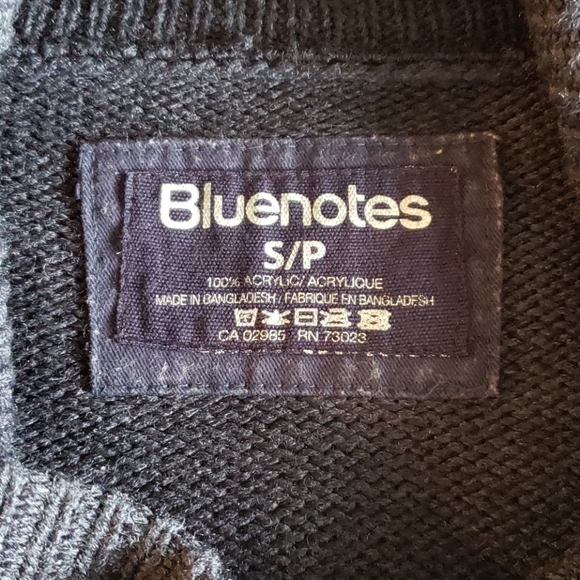 Bluenotes
S/P
100% ACRYLIC/ACRYLIQUE
MADE IN BANGLADESH / FABRIQUE EN BANGLADESH
CA 02985 RN 73023